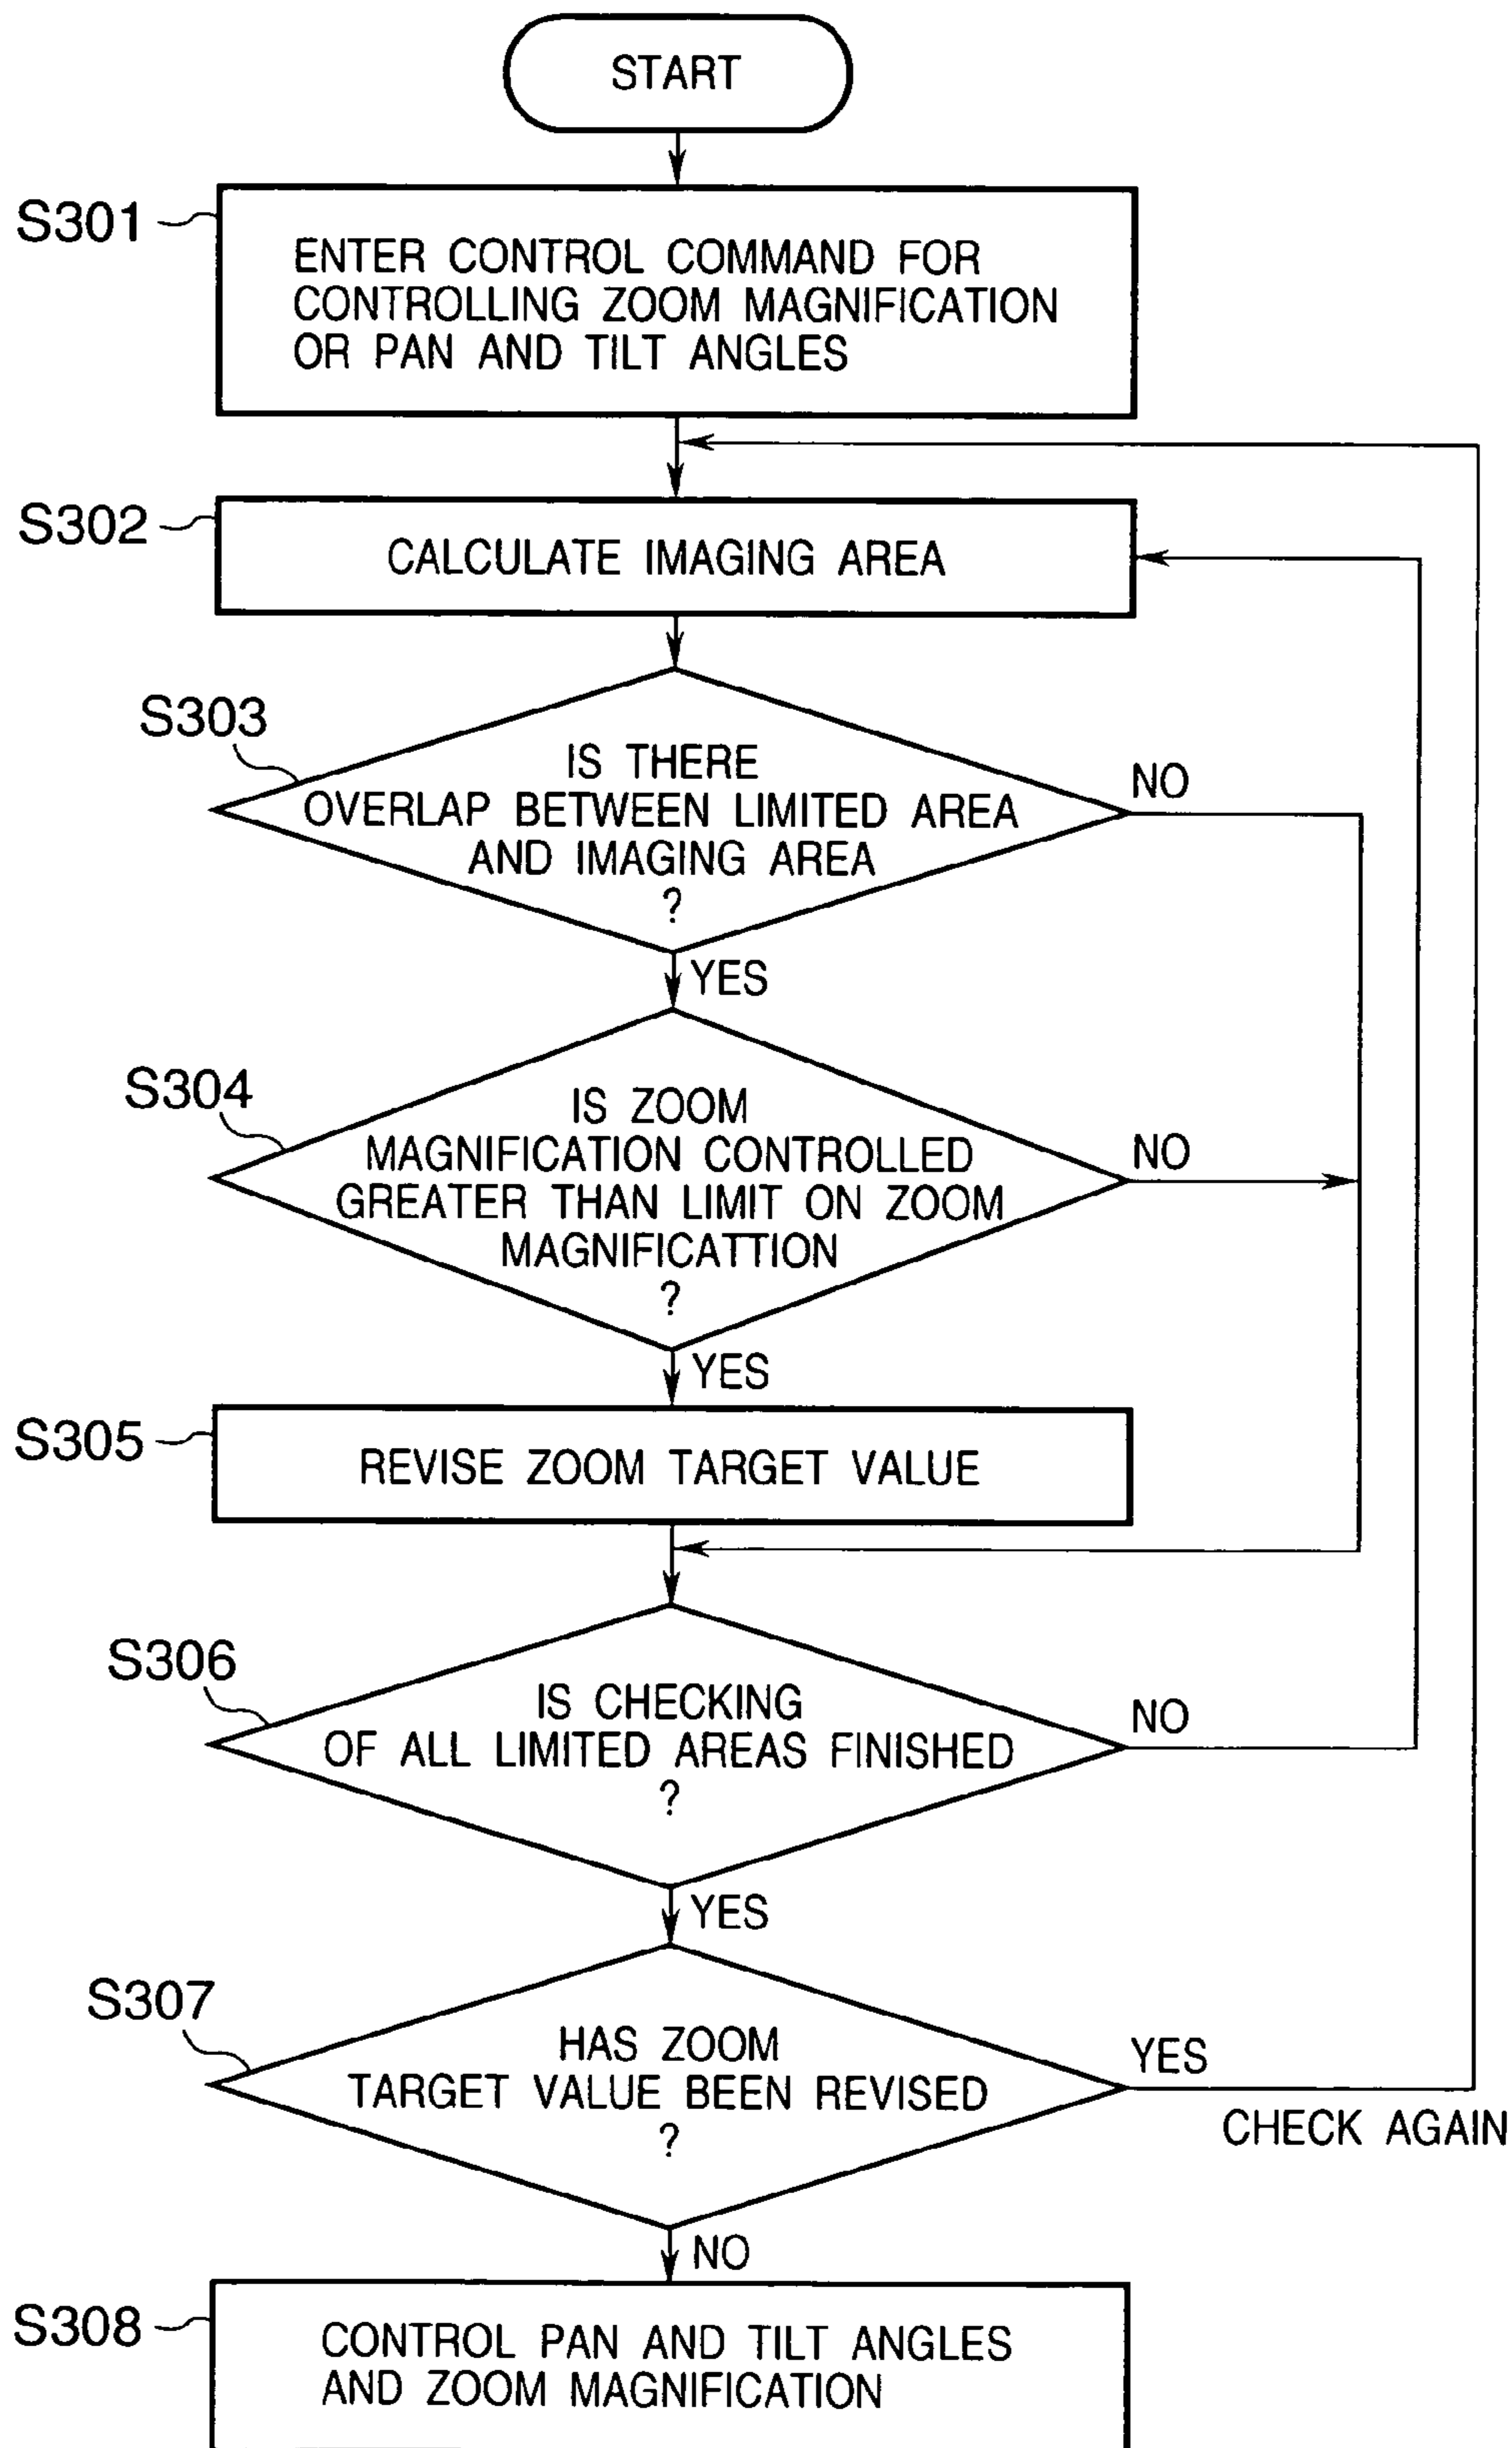 START
S301
ENTER CONTROL COMMAND FOR
CONTROLLING ZOOM MAGNIFICATION
OR PAN AND TILT ANGLES
S302
CALCULATE IMAGING AREA
S303
IS THERE
OVERLAP BETWEEN LIMITED AREA
AND IMAGING AREA
?
NO
YES
S304
IS ZOOM
MAGNIFICATION CONTROLLED
GREATER THAN LIMIT ON ZOOM
MAGNIFICATTION
?
NO
YES
S305
REVISE ZOOM TARGET VALUE
S306
IS CHECKING
OF ALL LIMITED AREAS FINISHED
?
NO
YES
S307
HAS ZOOM
TARGET VALUE BEEN REVISED
?
YES
CHECK AGAIN
NO
S308
CONTROL PAN AND TILT ANGLES
AND ZOOM MAGNIFICATION